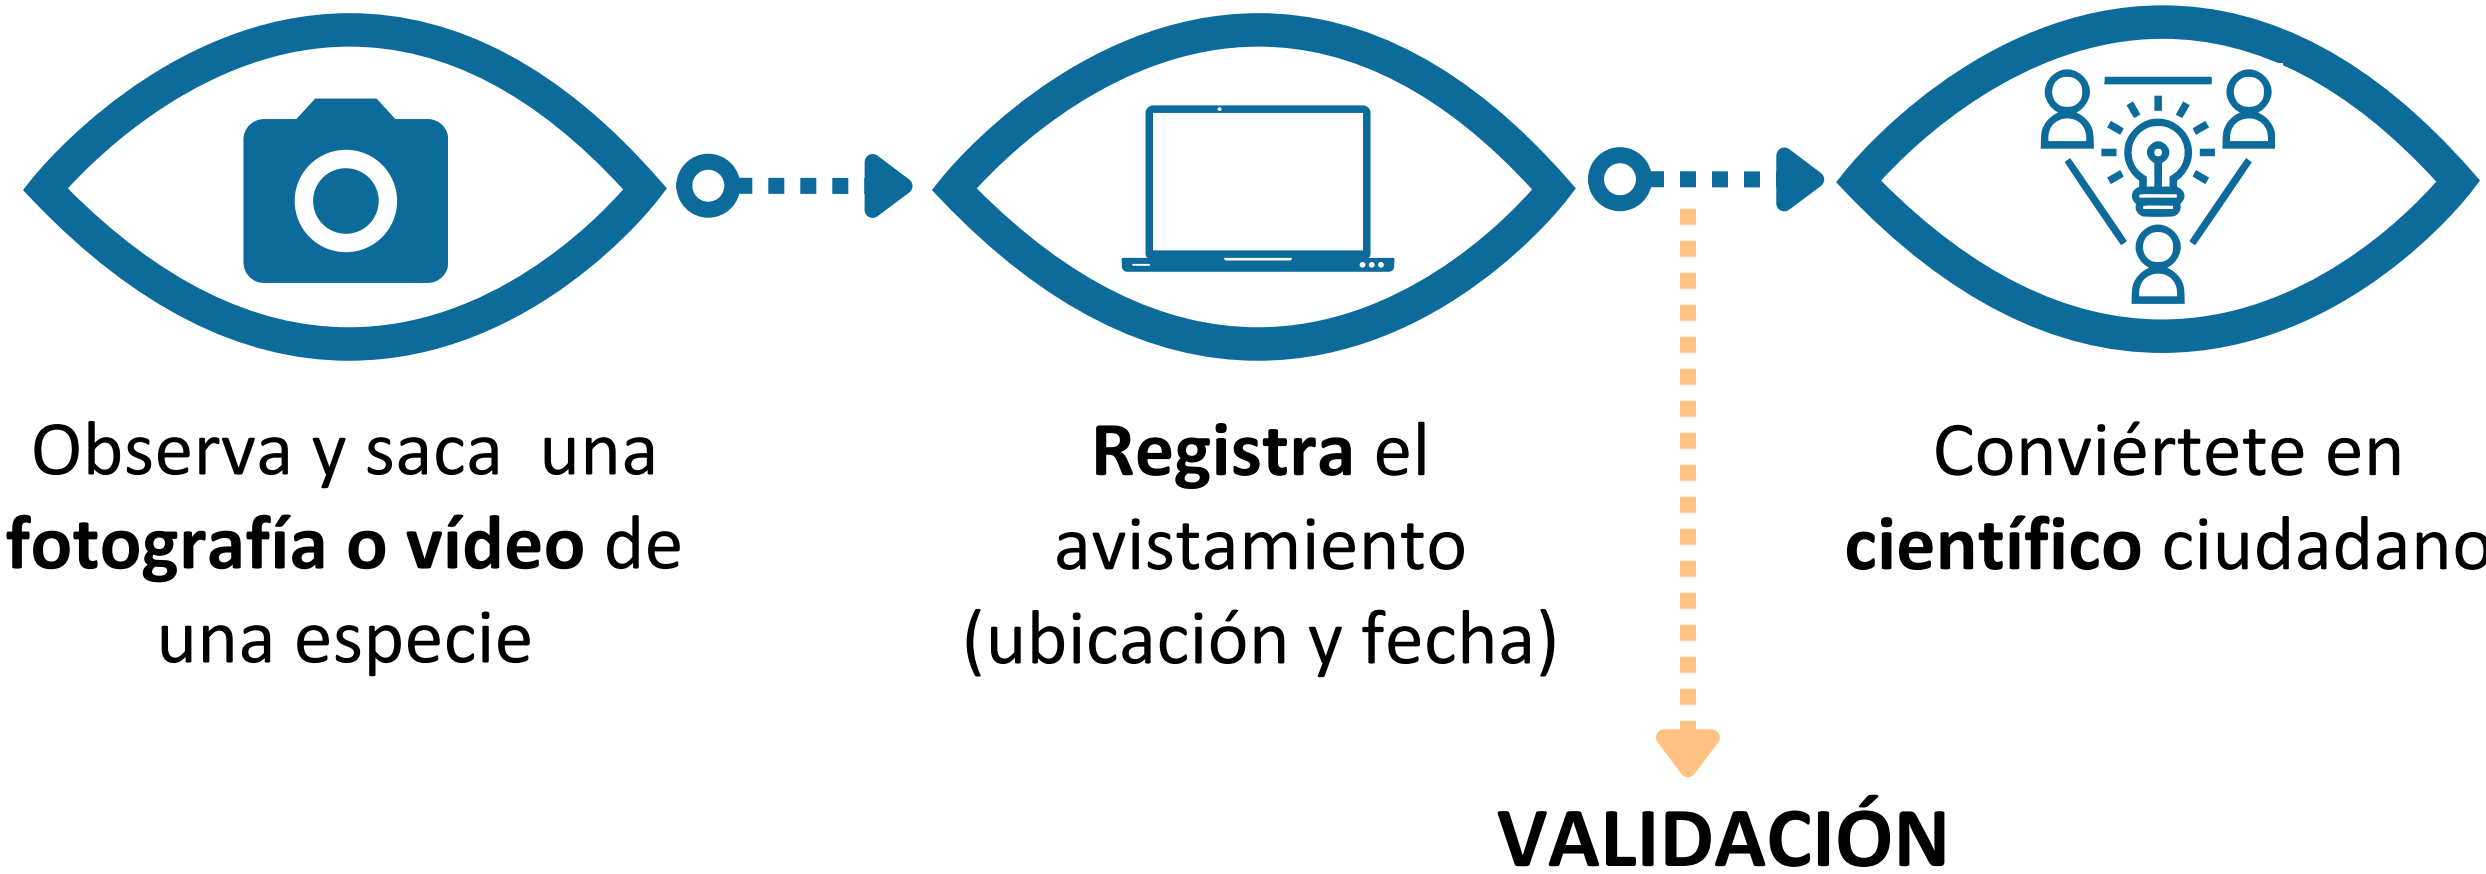 Observa y saca una
fotografía o vídeo de
una especie
Registra el
avistamiento
(ubicación y fecha)
Conviértete en
científico ciudadano
VALIDACIÓN